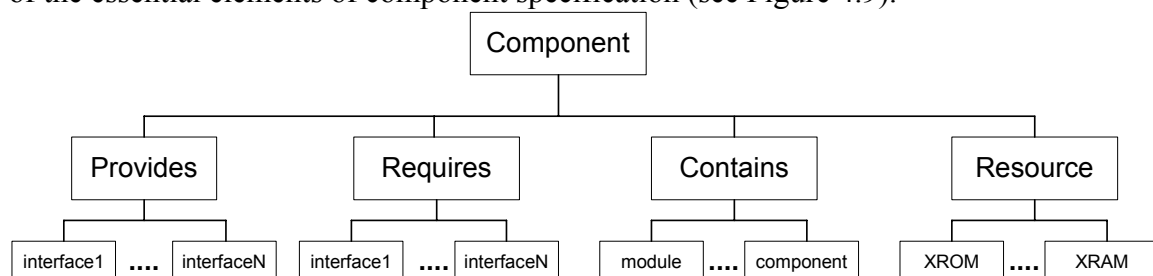 of the essential elements of component specification (see Figure 4.9).
Component
Provides Requires Contains Resource
interface1 .... interfaceN interface1 .... interfaceN module .... component XROM .... XRAM